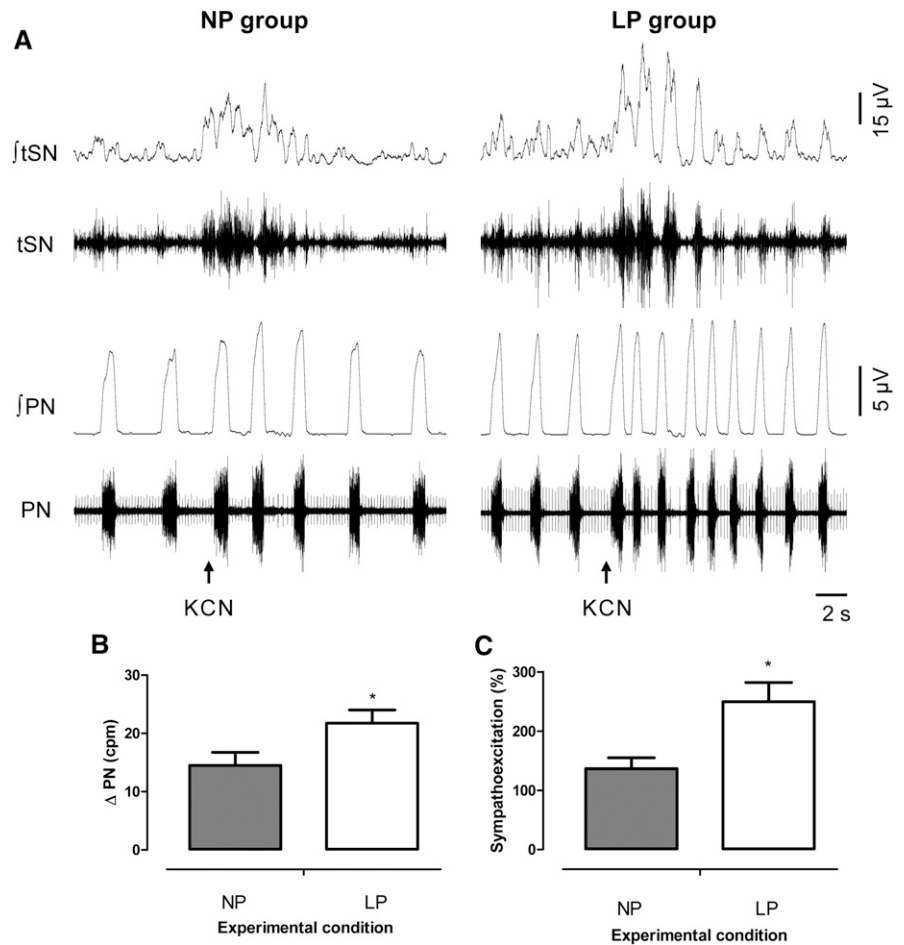 NP group
LP group
A
∫tSN
15 µV
tSN
∫PN
5 µV
PN
KCN
KCN
2 s
B
30
20
10
0
Δ PN (cpm)
*
NP
LP
Experimental condition
C
300
200
100
0
Sympathoexcitation (%)
*
NP
LP
Experimental condition